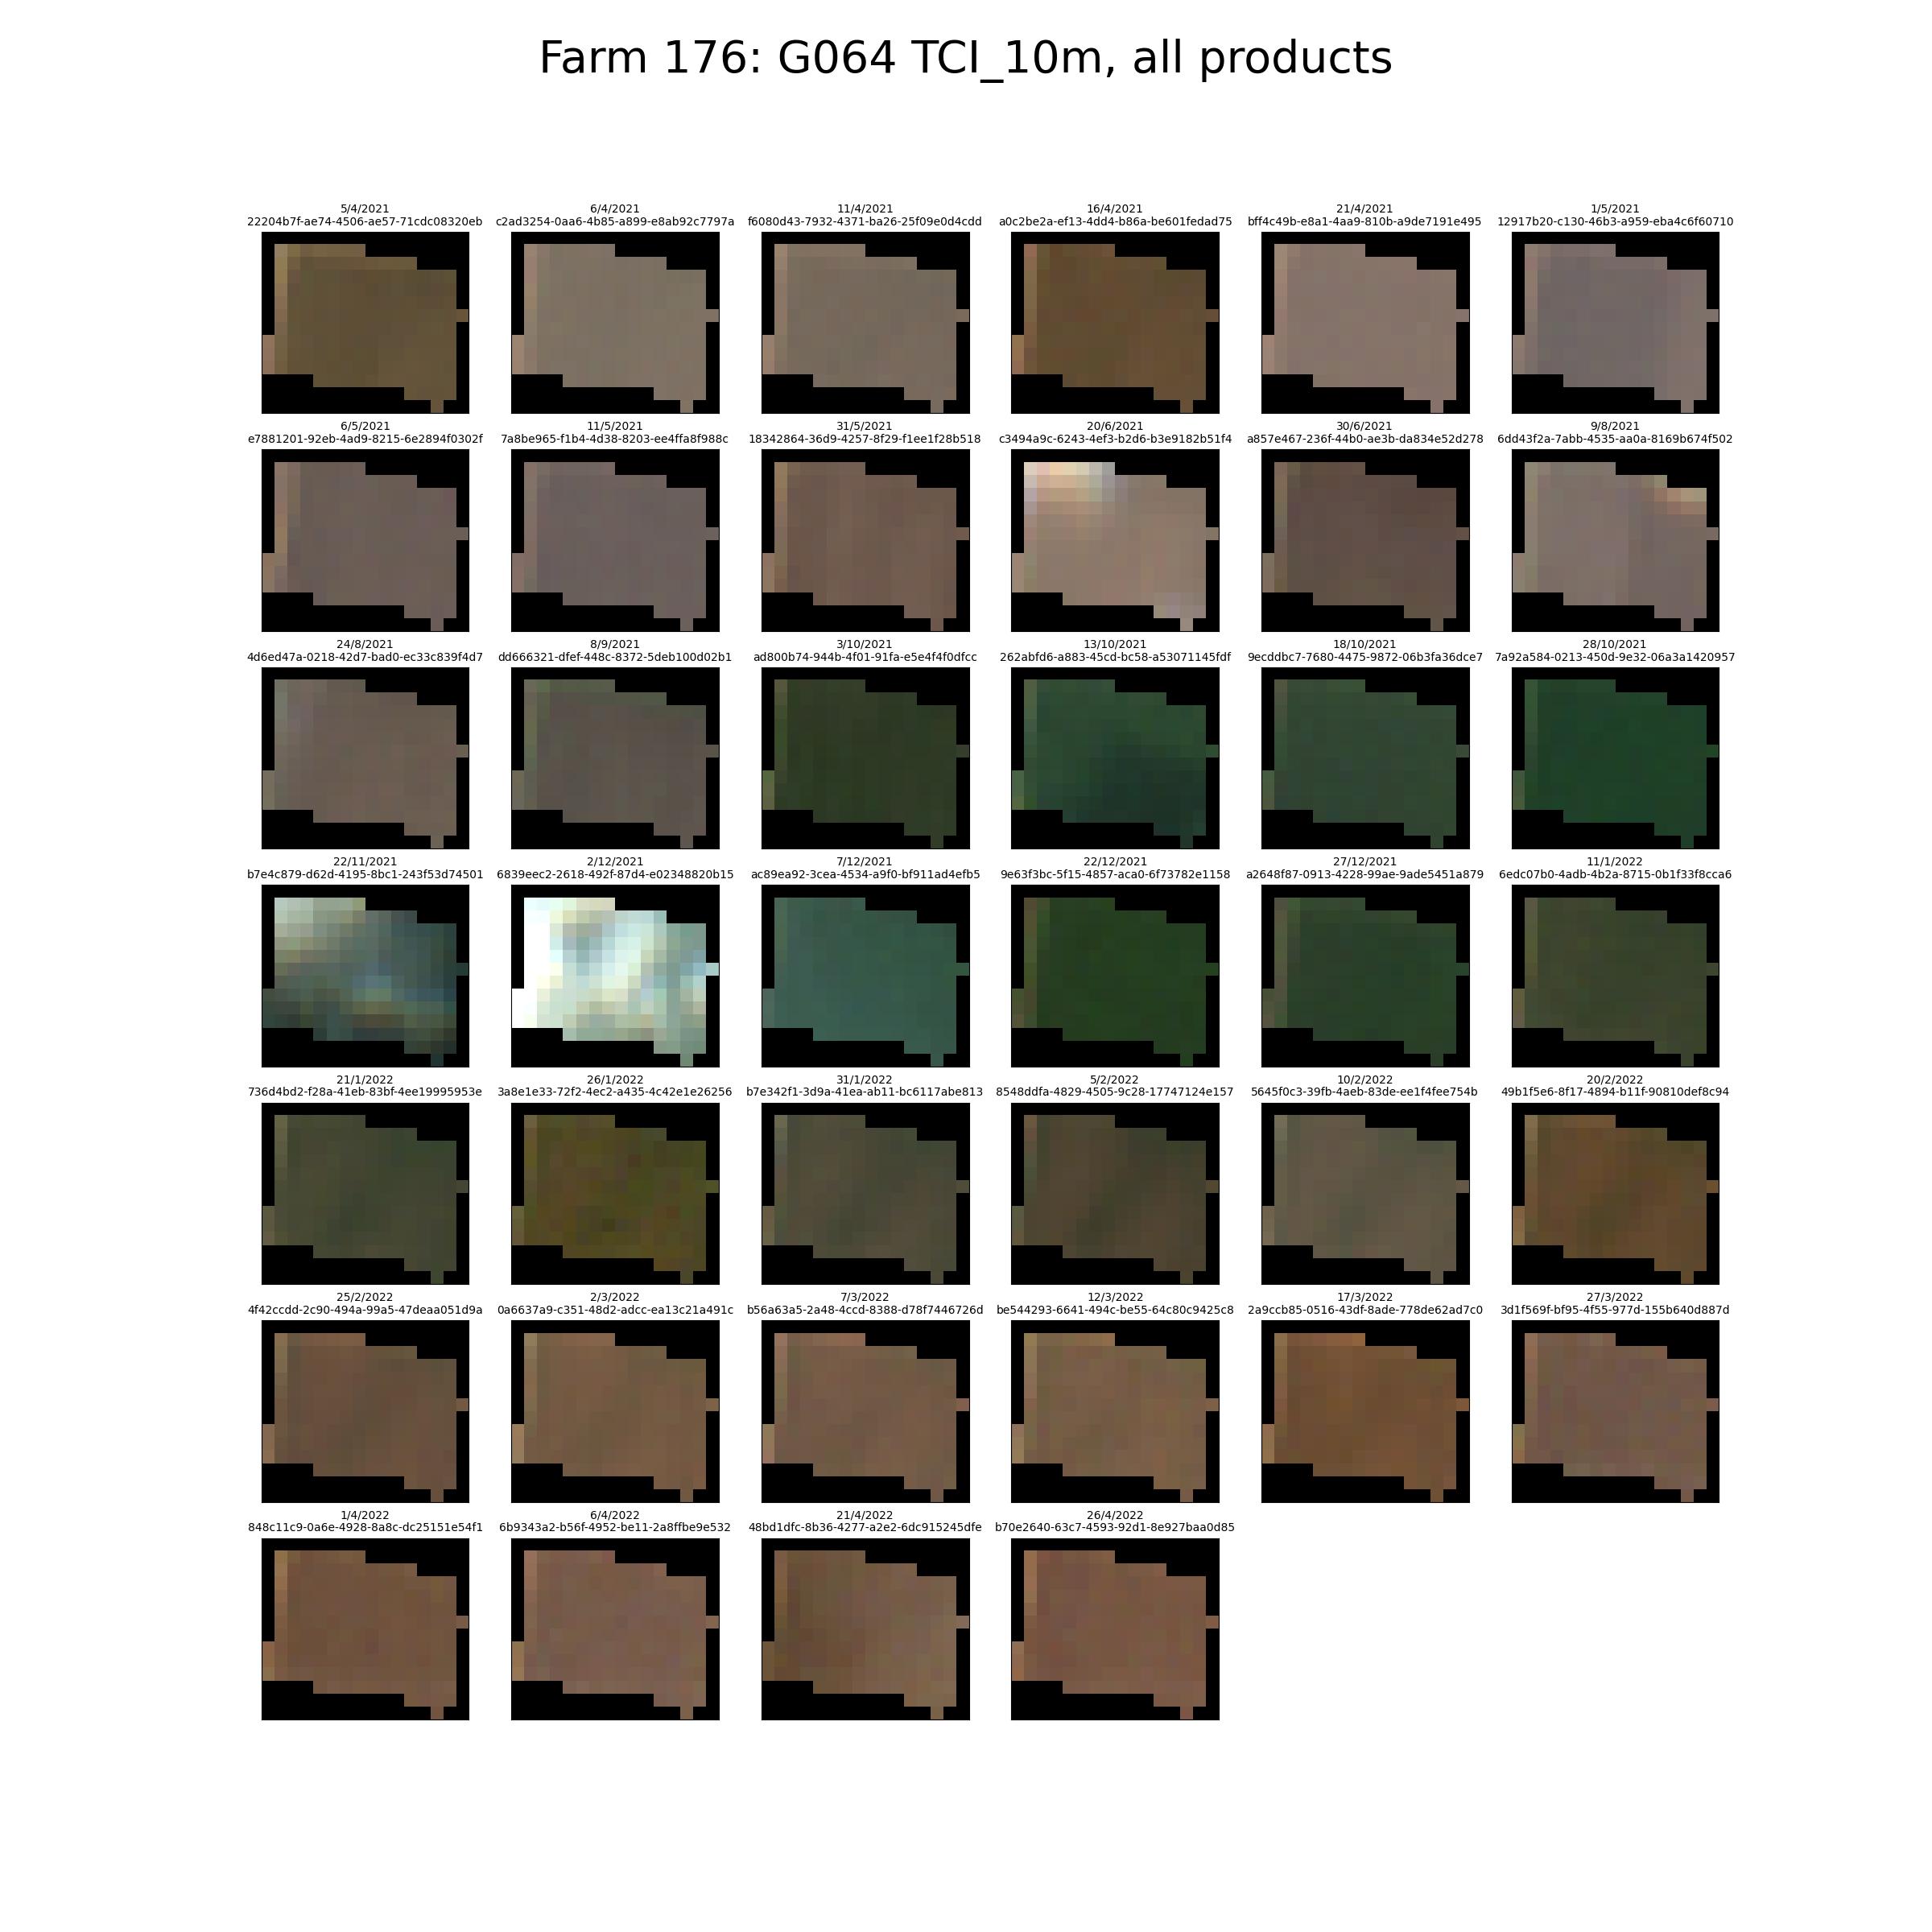 Farm 176: G064 TCI_10m, all products
5/4/2021 6/4/2021 11/4/2021 16/4/2021 21/4/2021 1/5/2021
22204b7f-ae74-4506-ae57-71cdc08320eb c2ad3254-0aa6-4b85-a899-e8ab92c7797a f6080d43-7932-4371-ba26-25f09e0d4cdd a0c2be2a-ef13-4dd4-b86a-be601fedad75 bff4c49b-e8a1-4aa9-810b-a9de7191e495 12917b20-c130-46b3-a959-eba4c6f60710
6/5/2021 11/5/2021 31/5/2021 20/6/2021 30/6/2021 9/8/2021
e7881201-92eb-4ad9-8215-6e2894f0302f 7a8be965-f1b4-4d38-8203-ee4ffa8f988c 18342864-36d9-4257-8f29-f1ee1f28b518 c3494a9c-6243-4ef3-b2d6-b3e9182b51f4 a857e467-236f-44b0-ae3b-da834e52d278 6dd43f2a-7abb-4535-aa0a-8169b674f502
24/8/2021 8/9/2021 3/10/2021 13/10/2021 18/10/2021 28/10/2021
4d6ed47a-0218-42d7-bad0-ec33c839f4d7 dd666321-dfef-448c-8372-5deb100d02b1 ad800b74-944b-4f01-91fa-e5e4f4f0dfcc 262abfd6-a883-45cd-bc58-a53071145fdf 9ecddbc7-7680-4475-9872-06b3fa36dce7 7a92a584-0213-450d-9e32-06a3a1420957
22/11/2021 2/12/2021 7/12/2021 22/12/2021 27/12/2021 11/1/2022
b7e4c879-d62d-4195-8bc1-243f53d74501 6839eec2-2618-492f-87d4-e02348820b15 ac89ea92-3cea-4534-a9f0-bf911ad4efb5 9e63f3bc-5f15-4857-aca0-6f73782e1158 a2648f87-0913-4228-99ae-9ade5451a879 6edc07b0-4adb-4b2a-8715-0b1f33f8cca6
21/1/2022 26/1/2022 31/1/2022 5/2/2022 10/2/2022 20/2/2022
736d4bd2-f28a-41eb-83bf-4ee19995953e 3a8e1e33-72f2-4ec2-a435-4c42e1e26256 b7e342f1-3d9a-41ea-ab11-bc6117abe813 8548ddfa-4829-4505-9c28-17747124e157 5645f0c3-39fb-4aeb-83de-ee1f4fee754b 49b1f5e6-8f17-4894-b11f-90810def8c94
25/2/2022 2/3/2022 7/3/2022 12/3/2022 17/3/2022 27/3/2022
4f42ccdd-2c90-494a-99a5-47deaa051d9a 0a6637a9-c351-48d2-adcc-ea13c21a491c b56a63a5-2a48-4ccd-8388-d78f7446726d be544293-6641-494c-be55-64c80c9425c8 2a9ccb85-0516-43df-8ade-778de62ad7c0 3d1f569f-bf95-4f55-977d-155b640d887d
1/4/2022 6/4/2022 21/4/2022 26/4/2022
848c11c9-0a6e-4928-8a8c-dc25151e54f1 6b9343a2-b56f-4952-be11-2a8ffbe9e532 48bd1dfc-8b36-4277-a2e2-6dc915245dfe b70e2640-63c7-4593-92d1-8e927baa0d85